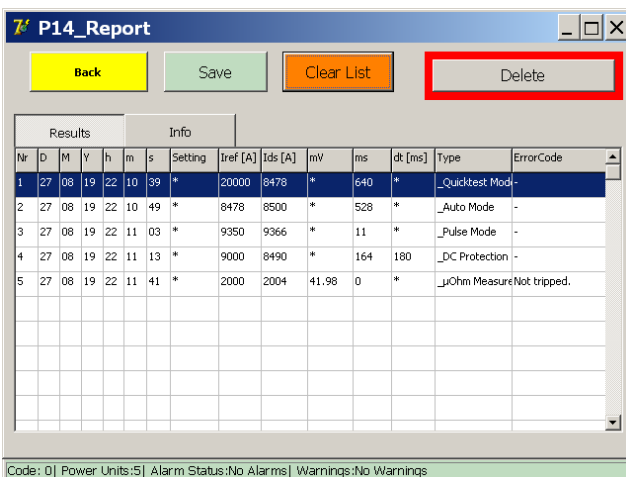 P14_Report
Back Save Clear List Delete
Results Info
Nr D M Y h m s Setting Iref [A] Ids [A] mV ms dt [ms] Type ErrorCode
1 27 08 19 22 10 39 * 20000 8478 * 640 * _Quicktest Mod -
2 27 08 19 22 10 49 * 8478 8500 * 528 * _Auto Mode -
3 27 08 19 22 11 03 * 9350 9366 * 11 * _Pulse Mode -
4 27 08 19 22 11 13 * 9000 8490 * 164 180 _DC Protection -
5 27 08 19 22 11 41 * 2000 2004 41.98 0 * _µOhm Measure Not tripped.
Code: 0| Power Units:5| Alarm Status:No Alarms| Warnings:No Warnings